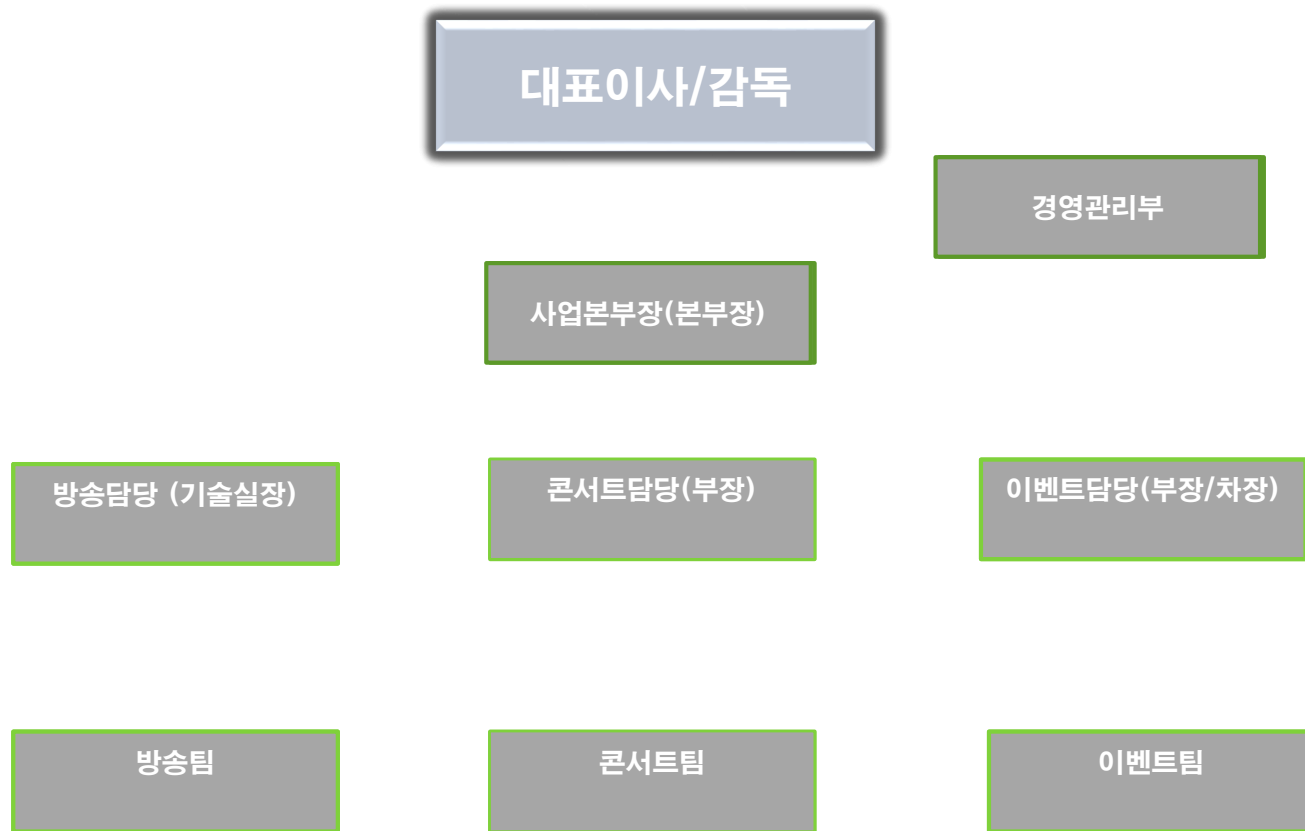 대표이사/감독
경영관리부
사업본부장(본부장)
방송담당 (기술실장)
콘서트담당(부장)
이벤트담당(부장/차장)
방송팀
콘서트팀
이벤트팀